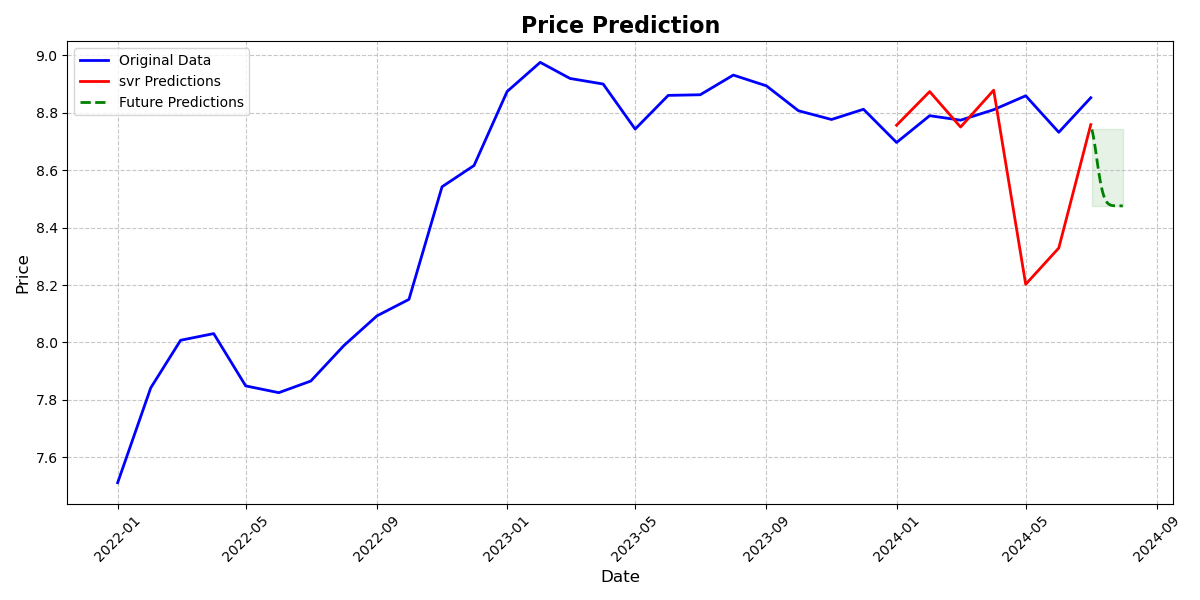 Price Prediction
Original Data
svr Predictions
Future Predictions
9.0
8.8
8.6
8.4
8.2
8.0
7.8
7.6
Price
2022-01
2022-05
2022-09
2023-01
2023-05
2023-09
2024-01
2024-05
2024-09
Date